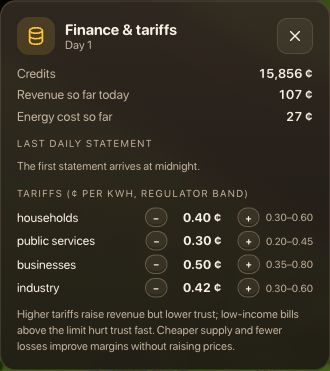 Finance & tariffs
Day 1
Credits 15,856 ¢
Revenue so far today 107 ¢
Energy cost so far 27 ¢
LAST DAILY STATEMENT
The first statement arrives at midnight.
TARIFFS (¢ PER KWH, REGULATOR BAND)
households − 0.40 ¢ + 0.30–0.60
public services − 0.30 ¢ + 0.20–0.45
businesses − 0.50 ¢ + 0.35–0.80
industry − 0.42 ¢ + 0.30–0.60
Higher tariffs raise revenue but lower trust; low-income bills
above the limit hurt trust fast. Cheaper supply and fewer
losses improve margins without raising prices.